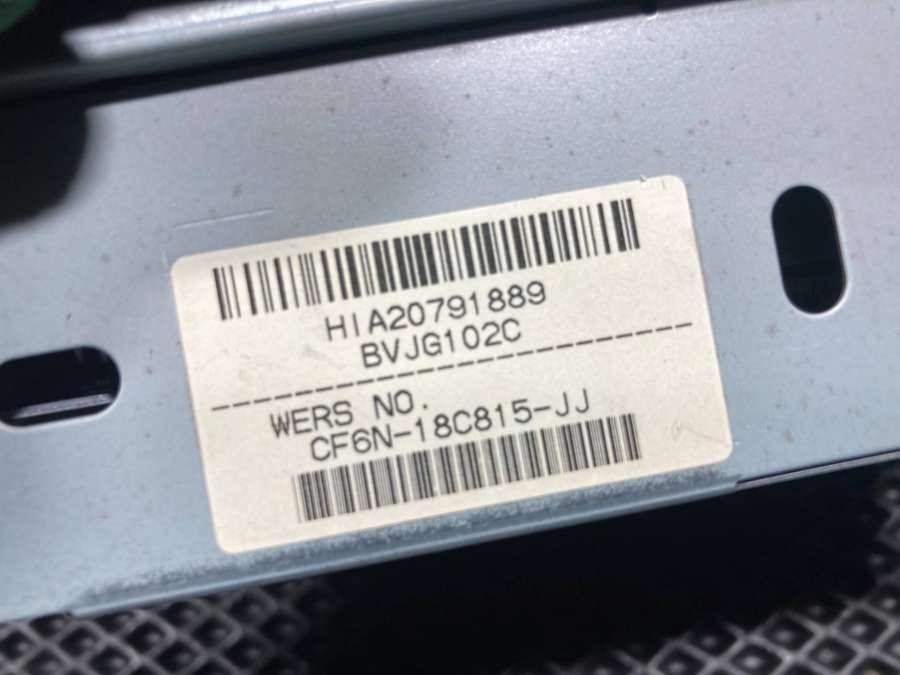 HIA20791889
BVJG102C
WERS NO.
CF6N-18C815-JJ